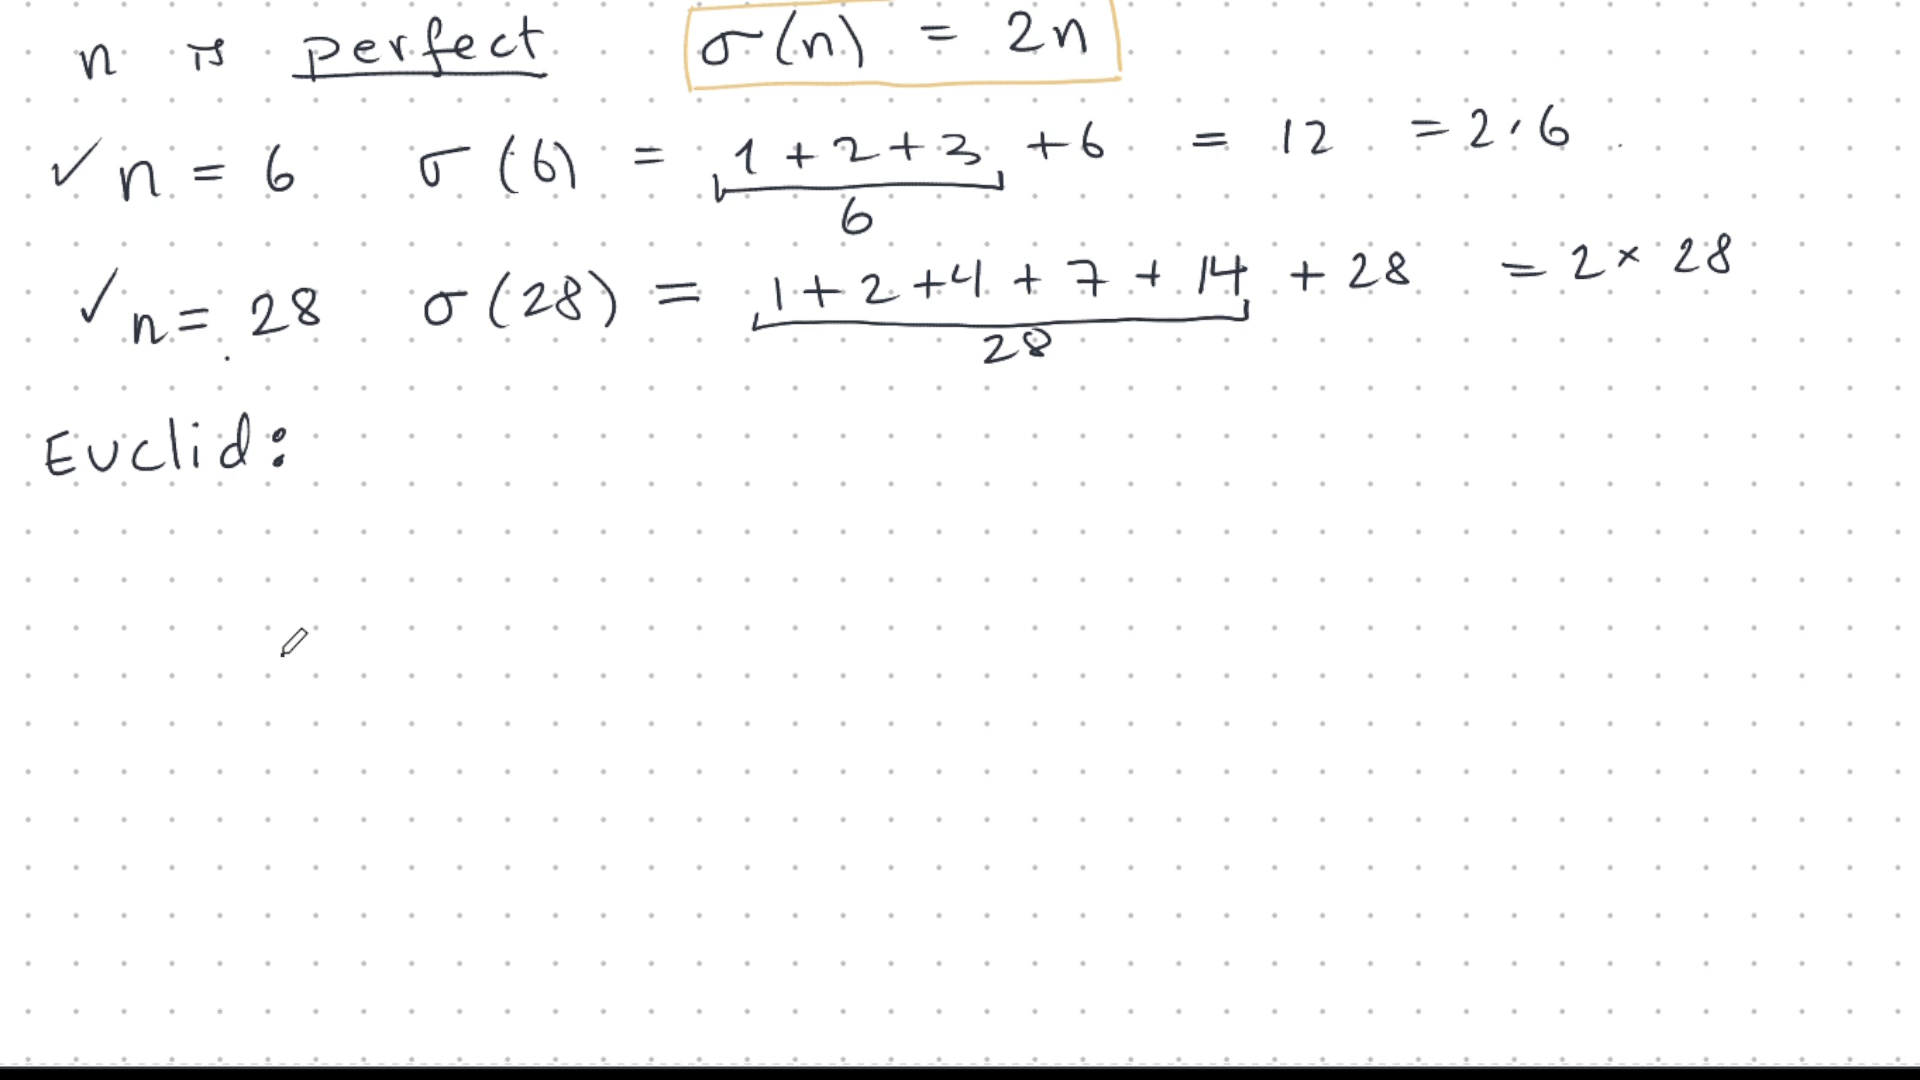 n is perfect σ(n) = 2n
✓ n = 6 σ(6) = 1 + 2 + 3 + 6 = 12 = 2·6
6
✓ n = 28 σ(28) = 1 + 2 + 4 + 7 + 14 + 28 = 2 × 28
28
Euclid: